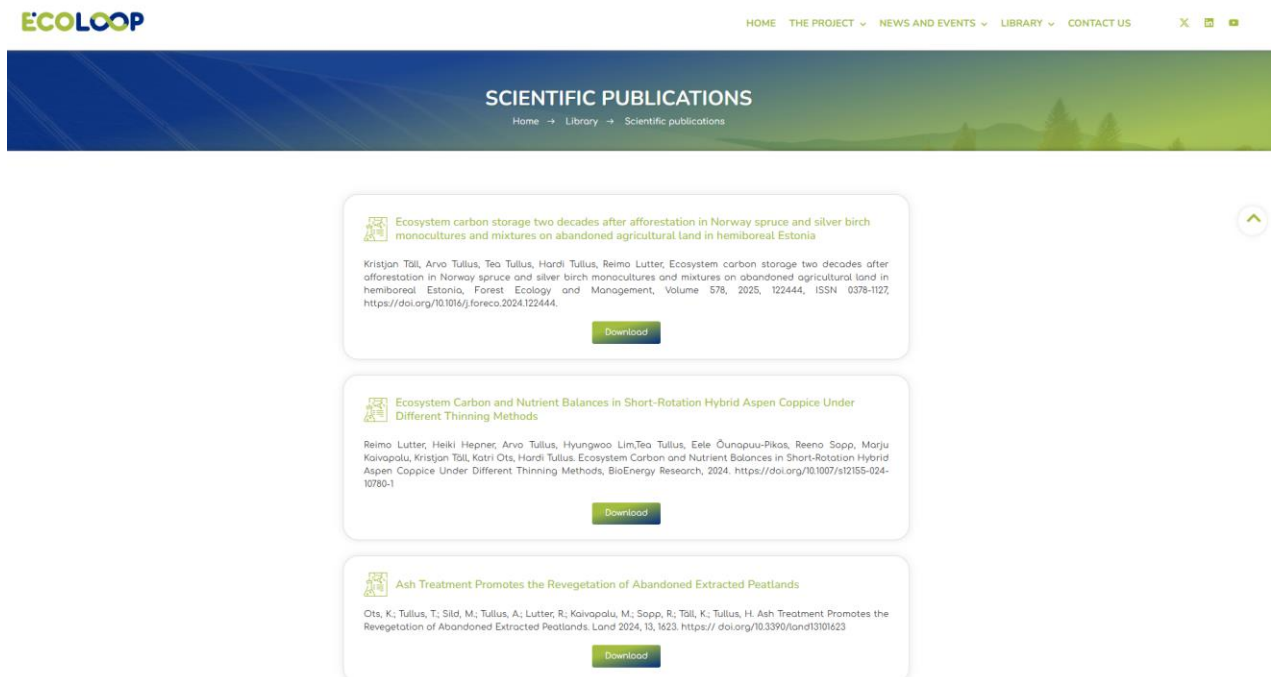 ECOLOOP
HOME THE PROJECT NEWS AND EVENTS LIBRARY CONTACT US
SCIENTIFIC PUBLICATIONS
Home → Library → Scientific publications
Ecosystem carbon storage two decades after afforestation in Norway spruce and silver birch
monocultures and mixtures on abandoned agricultural land in hemiboreal Estonia
Kristjan Täll, Arvo Tullus, Tea Tullus, Hardi Tullus, Reimo Lutter, Ecosystem carbon storage two decades after
afforestation in Norway spruce and silver birch monocultures and mixtures on abandoned agricultural land in
hemiboreal Estonia, Forest Ecology and Management, Volume 578, 2025, 122444, ISSN 0378-1127,
https://doi.org/10.1016/j.foreco.2024.122444.
Download
Ecosystem Carbon and Nutrient Balances in Short-Rotation Hybrid Aspen Coppice Under
Different Thinning Methods
Reimo Lutter, Heiki Hepner, Arvo Tullus, Hyungwoo Lim,Tea Tullus, Eele Õunapuu-Pikas, Reeno Sopp, Marju
Kaivapalu, Kristjan Täll, Katri Ots, Hardi Tullus. Ecosystem Carbon and Nutrient Balances in Short-Rotation Hybrid
Aspen Coppice Under Different Thinning Methods, BioEnergy Research, 2024. https://doi.org/10.1007/s12155-024-
10780-1
Download
Ash Treatment Promotes the Revegetation of Abandoned Extracted Peatlands
Ots, K.; Tullus, T.; Sild, M.; Tullus, A.; Lutter, R.; Kaivapalu, M.; Sopp, R.; Täll, K.; Tullus, H. Ash Treatment Promotes the
Revegetation of Abandoned Extracted Peatlands. Land 2024, 13, 1623. https:// doi.org/10.3390/land13101623
Download